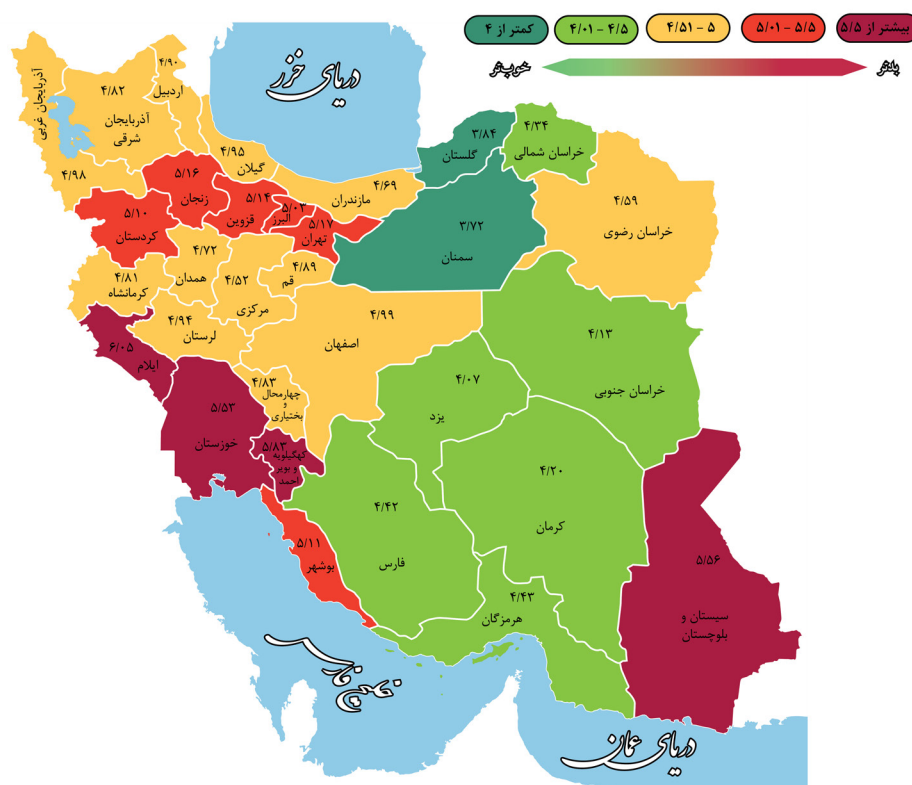 بیشتر از ۵/۵
۵/۰۱ - ۵/۵
۴/۵۱ - ۵
۴/۰۱ - ۴/۵
کمتر از ۴
بدتر
خوب‌تر
دریای خزر
۴/۹۰
اردبیل
۴/۸۲
آذربایجان
شرقی
آذربایجان غربی
۴/۹۸
۴/۹۵
گیلان
۴/۶۹
مازندران
۳/۸۴
گلستان
۴/۳۴
خراسان شمالی
۴/۵۹
خراسان رضوی
۳/۷۲
سمنان
۵/۱۶
زنجان
۵/۱۴
قزوین
۵/۰۳
البرز
۵/۱۷
تهران
۵/۱۰
کردستان
۴/۷۲
همدان
۴/۸۱
کرمانشاه
۴/۵۲
مرکزی
۴/۸۹
قم
۴/۹۴
لرستان
۴/۹۹
اصفهان
۶/۰۵
ایلام
۴/۸۳
چهارمحال
و
بختیاری
۵/۵۳
خوزستان
۵/۸۳
کهگیلویه
و بویر
احمد
۴/۰۷
یزد
۴/۱۳
خراسان جنوبی
۴/۲۰
کرمان
۴/۴۲
فارس
۵/۱۱
بوشهر
۴/۴۳
هرمزگان
۵/۵۶
سیستان و
بلوچستان
خلیج فارس
دریای عمان